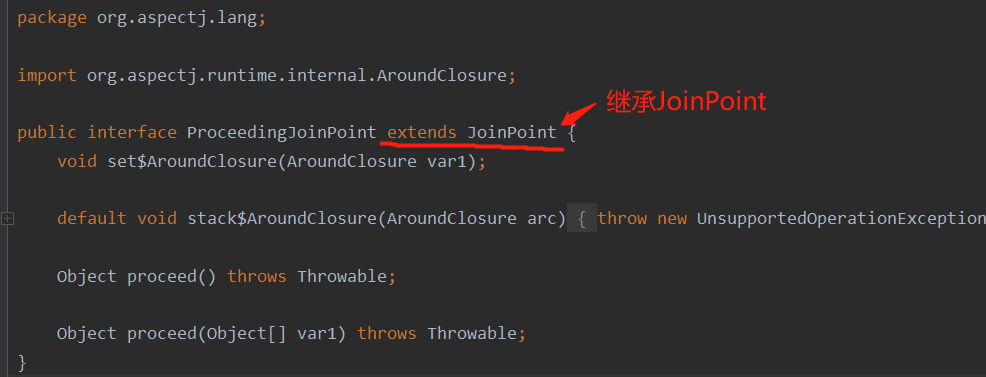 package org.aspectj.lang;
import org.aspectj.runtime.internal.AroundClosure;
继承JoinPoint
public interface ProceedingJoinPoint extends JoinPoint {
void set$AroundClosure(AroundClosure var1);
default void stack$AroundClosure(AroundClosure arc) { throw new UnsupportedOperationException
Object proceed() throws Throwable;
Object proceed(Object[] var1) throws Throwable;
}